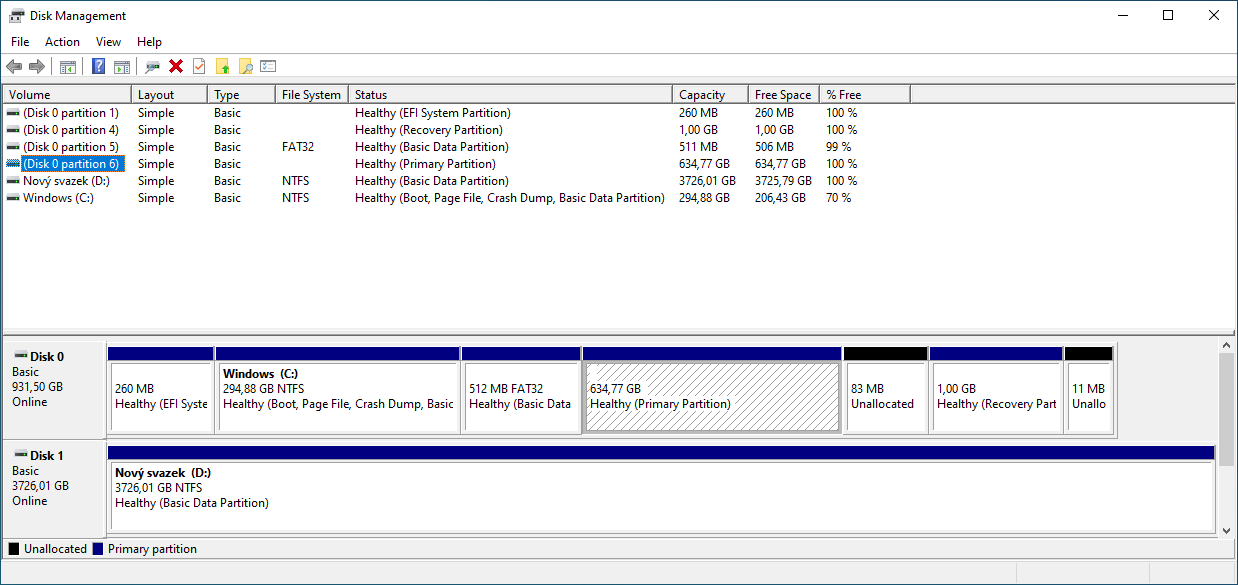 Disk Management
File Action View Help
Volume Layout Type File System Status Capacity Free Space % Free
(Disk 0 partition 1) Simple Basic Healthy (EFI System Partition) 260 MB 260 MB 100 %
(Disk 0 partition 4) Simple Basic Healthy (Recovery Partition) 1,00 GB 1,00 GB 100 %
(Disk 0 partition 5) Simple Basic FAT32 Healthy (Basic Data Partition) 511 MB 506 MB 99 %
(Disk 0 partition 6) Simple Basic Healthy (Primary Partition) 634,77 GB 634,77 GB 100 %
Nový svazek (D:) Simple Basic NTFS Healthy (Basic Data Partition) 3726,01 GB 3725,79 GB 100 %
Windows (C:) Simple Basic NTFS Healthy (Boot, Page File, Crash Dump, Basic Data Partition) 294,88 GB 206,43 GB 70 %
Disk 0
Basic
931,50 GB
Online
260 MB
Healthy (EFI Syste
Windows (C:)
294,88 GB NTFS
Healthy (Boot, Page File, Crash Dump, Basic
512 MB FAT32
Healthy (Basic Data
634,77 GB
Healthy (Primary Partition)
83 MB
Unallocated
1,00 GB
Healthy (Recovery Part
11 MB
Unallo
Disk 1
Basic
3726,01 GB
Online
Nový svazek (D:)
3726,01 GB NTFS
Healthy (Basic Data Partition)
Unallocated Primary partition